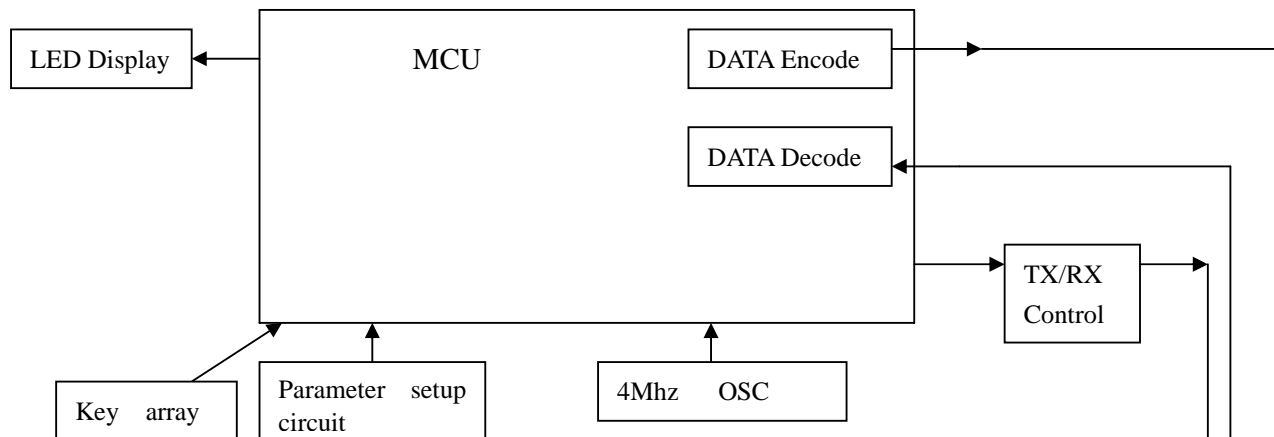 LED Display
MCU
DATA Encode
DATA Decode
TX/RX
Control
Key array
Parameter setup
circuit
4Mhz OSC